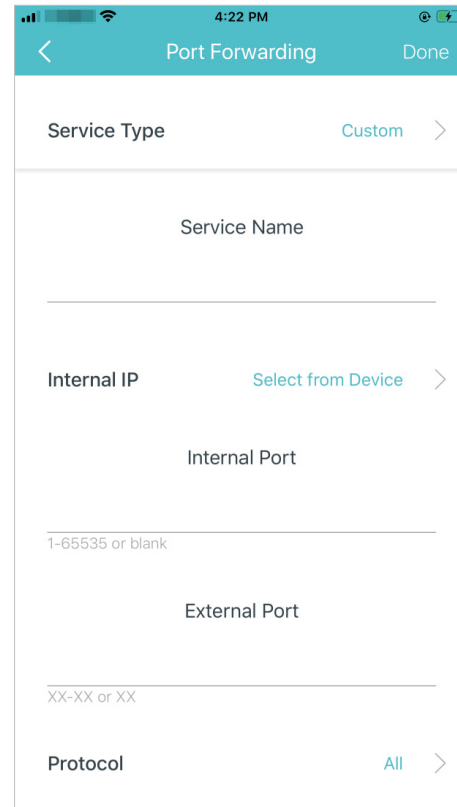 4:22 PM
Port Forwarding Done
Service Type Custom
Service Name
Internal IP Select from Device
Internal Port
1-65535 or blank
External Port
XX-XX or XX
Protocol All